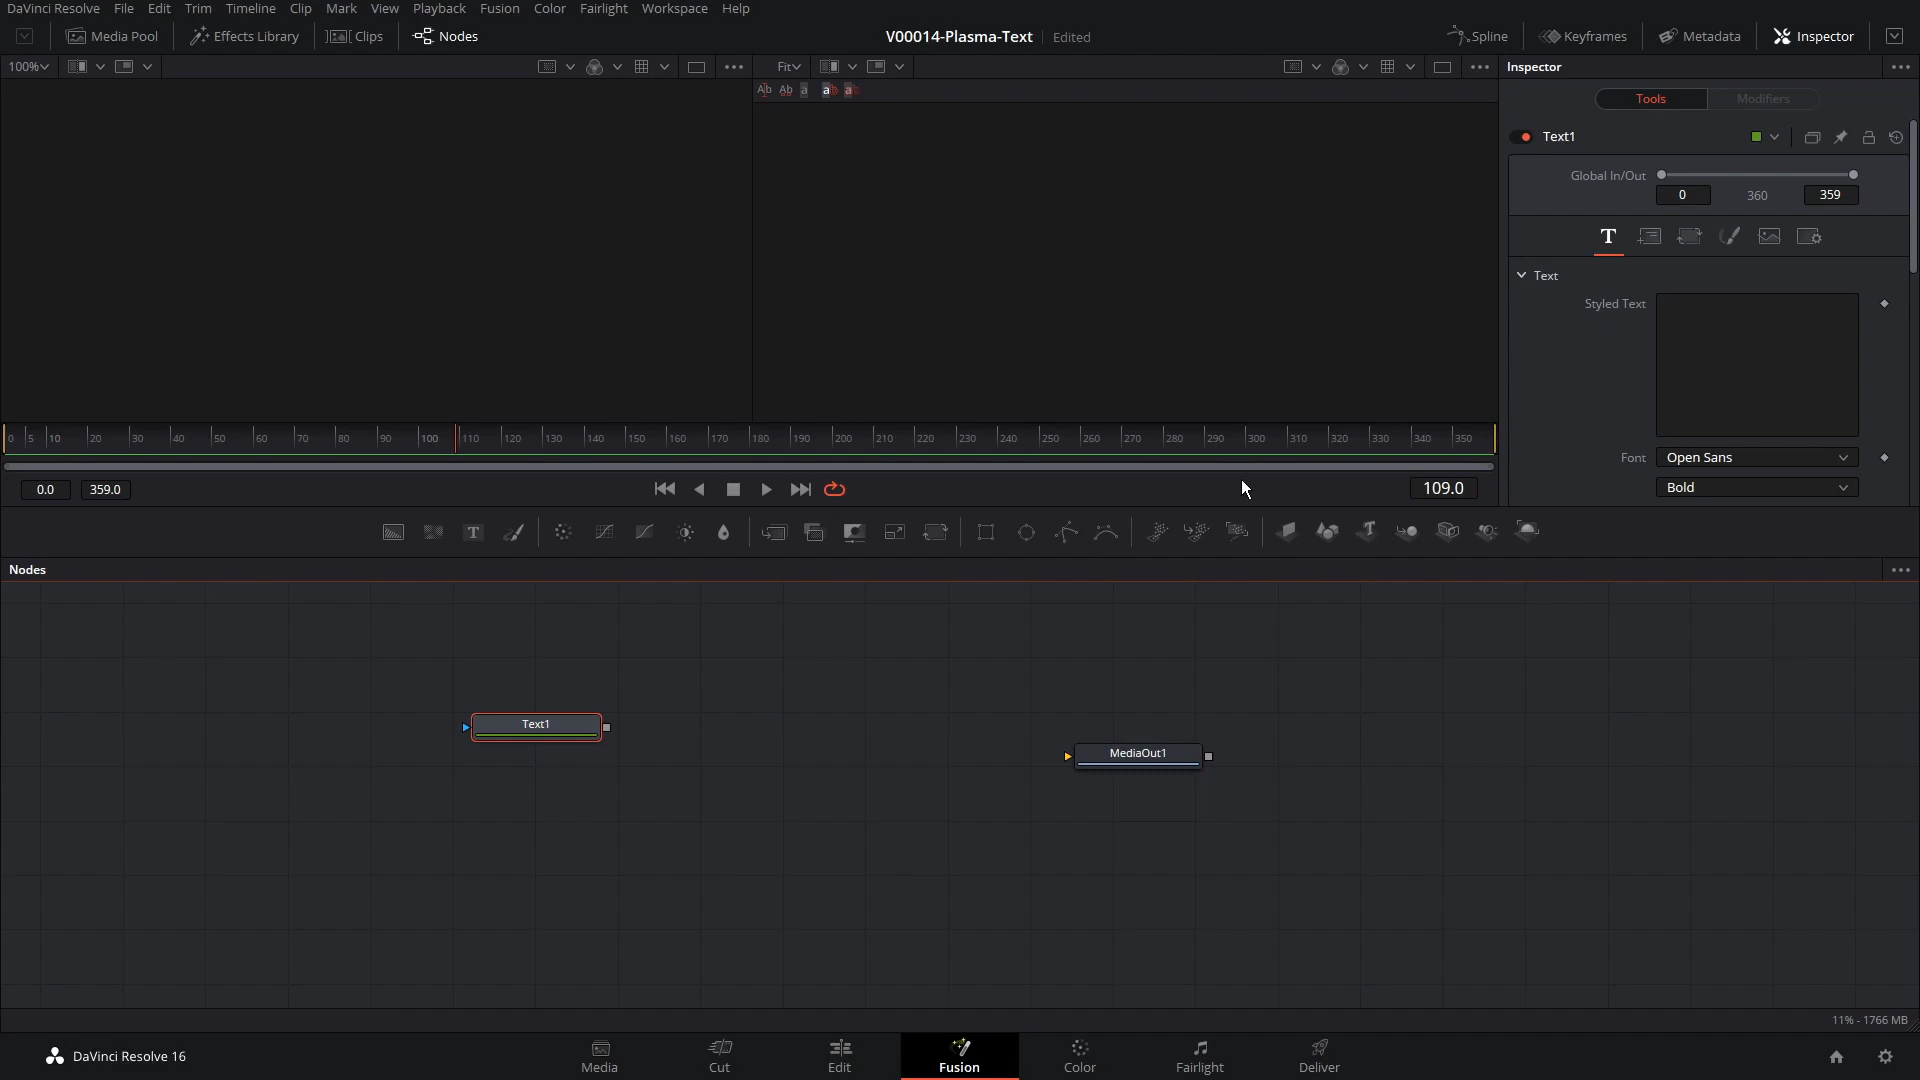 DaVinci Resolve File Edit Trim Timeline Clip Mark View Playback Fusion Color Fairlight Workspace Help
Media Pool Effects Library Clips Nodes V00014-Plasma-Text Edited Spline Keyframes Metadata Inspector
100% Fit Inspector
Ab Ab a ab ab
Tools Modifiers
Text1
Global In/Out
0 360 359
T
Text
Styled Text
0 5 10 20 30 40 50 60 70 80 90 100 110 120 130 140 150 160 170 180 190 200 210 220 230 240 250 260 270 280 290 300 310 320 330 340 350
Font Open Sans
Bold
0.0 359.0 109.0
T T
Nodes
Text1
MediaOut1
11% - 1766 MB
DaVinci Resolve 16
Media Cut Edit Fusion Color Fairlight Deliver